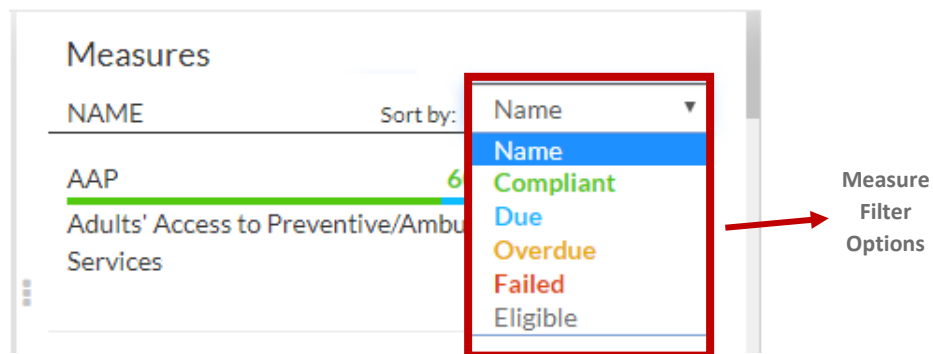 Measures
NAME Sort by: Name
Name
AAP
Compliant
Adults' Access to Preventive/
Due
Services
Overdue
Failed
Eligible
Measure
Filter
Options